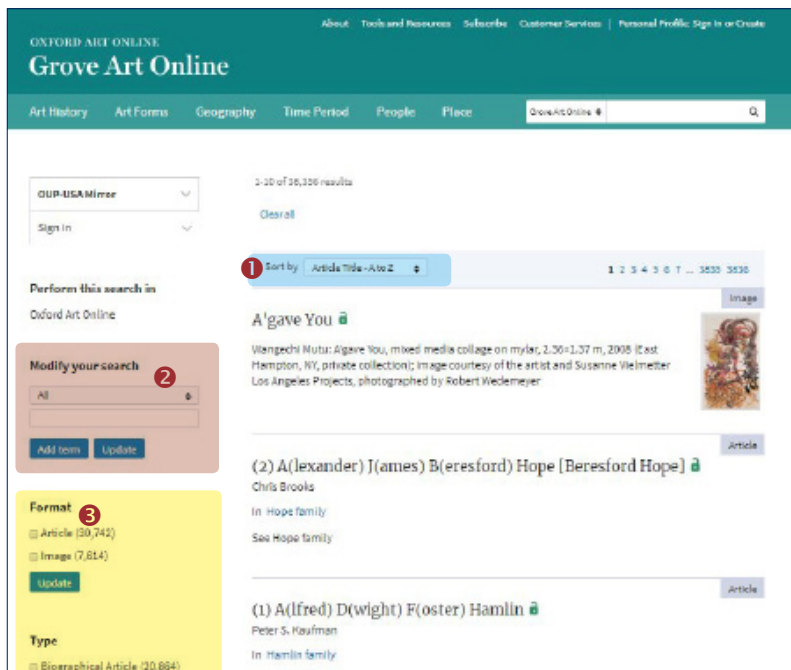 About Tools and Resources Subscribe Customer Services | Personal Profile: Sign in or Create
OXFORD ART ONLINE
Grove Art Online
Art History Art Forms Geography Time Period People Place Grove Art Online
OUP-USA Mirror
Sign in
Perform this search in
Oxford Art Online
Modify your search
2
All
Add term Update
Format
3
Article (30,742)
Image (7,614)
Update
Type
Biographical Article (20,864)
1-10 of 38,356 results
Clear all
1 Sort by Article Title - A to Z 1 2 3 4 5 6 7 ... 3835 3836
Image
A'gave You
Wangechi Mutu: A'gave You, mixed media collage on mylar, 2.36×1.37 m, 2008 (East
Hampton, NY, private collection); image courtesy of the artist and Susanne Vielmetter
Los Angeles Projects, photographed by Robert Wedemeyer
Article
(2) A(lexander) J(ames) B(eresford) Hope [Beresford Hope]
Chris Brooks
In Hope family
See Hope family
Article
(1) A(lfred) D(wight) F(oster) Hamlin
Peter S. Kaufman
In Hamlin family